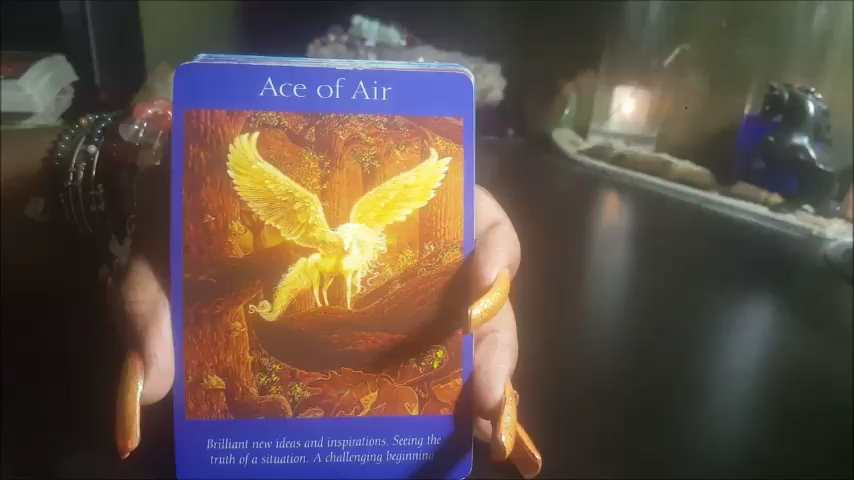 Ace of Air
Brilliant new ideas and inspirations. Seeing the
truth of a situation. A challenging beginning